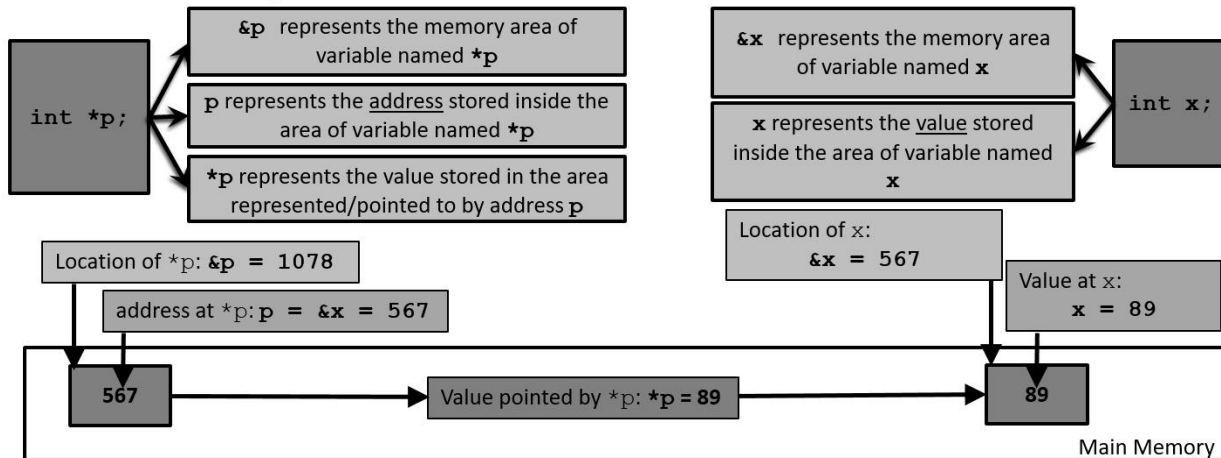 int *p;
&p represents the memory area of
variable named *p
p represents the address stored inside the
area of variable named *p
*p represents the value stored in the area
represented/pointed to by address p
&x represents the memory area
of variable named x
x represents the value stored
inside the area of variable named
x
int x;
Location of *p: &p = 1078
address at *p: p = &x = 567
Location of x:
&x = 567
Value at x:
x = 89
567
Value pointed by *p: *p = 89
89
Main Memory